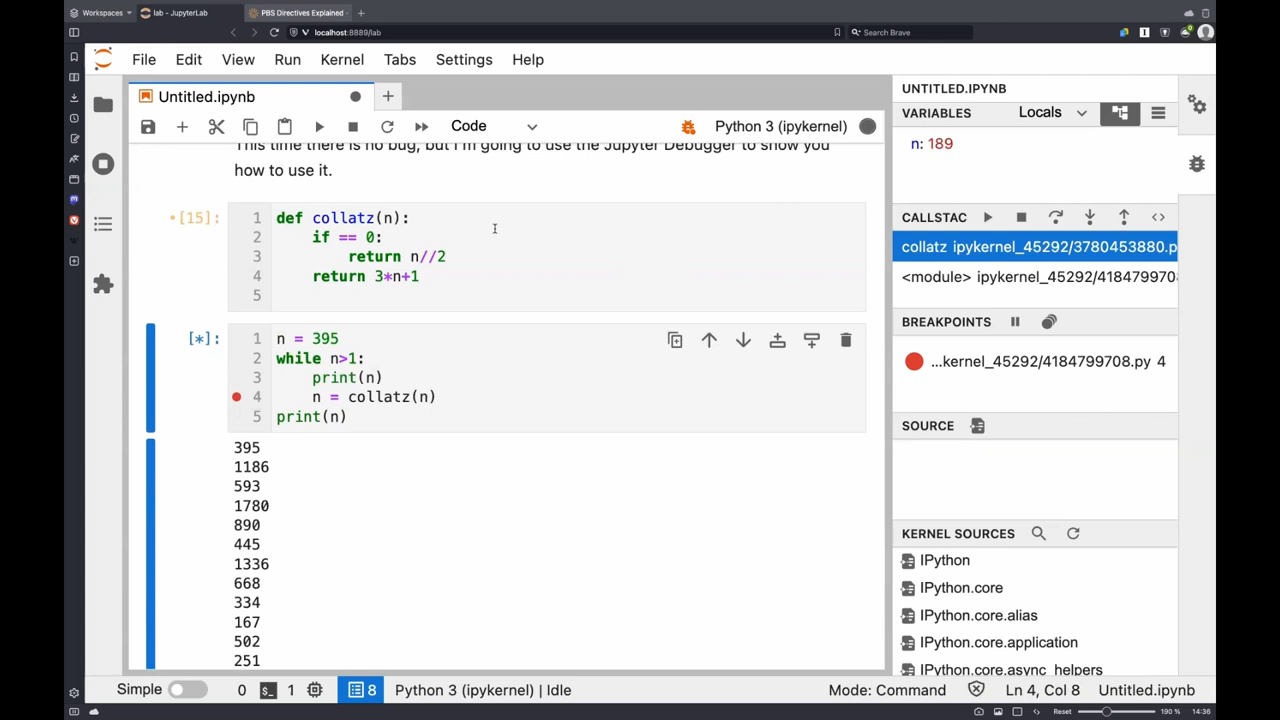 Workspaces
lab - JupyterLab
PBS Directives Explained
localhost:8889/lab
Search Brave
File Edit View Run Kernel Tabs Settings Help
Untitled.ipynb
Code
Python 3 (ipykernel)
This time there is no bug, but I'm going to use the Jupyter Debugger to show you
how to use it.
[15]:
1 def collatz(n):
2 if == 0:
3 return n//2
4 return 3*n+1
5
[*]:
1 n = 395
2 while n>1:
3 print(n)
4 n = collatz(n)
5 print(n)
395
1186
593
1780
890
445
1336
668
334
167
502
251
UNTITLED.IPYNB
VARIABLES Locals
n: 189
CALLSTAC
collatz ipykernel_45292/3780453880.p
<module> ipykernel_45292/418479970
BREAKPOINTS
...kernel_45292/4184799708.py 4
SOURCE
KERNEL SOURCES
IPython
IPython.core
IPython.core.alias
IPython.core.application
IPython.core.async_helpers
Simple 0 1 8 Python 3 (ipykernel) | Idle Mode: Command Ln 4, Col 8 Untitled.ipynb
Reset 190 % 14:36